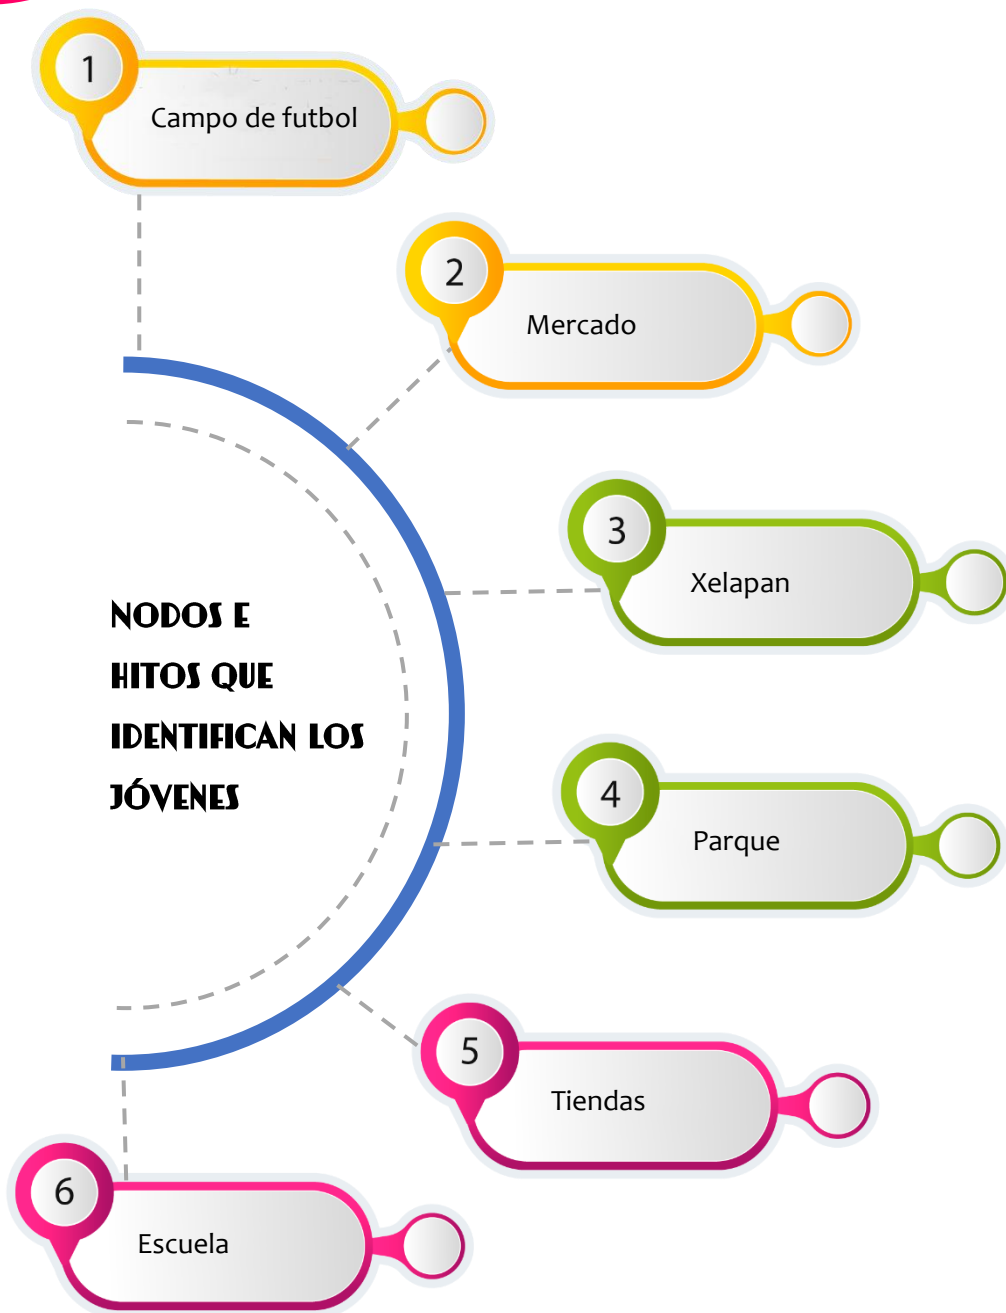 1
Campo de futbol
2
Mercado
3
Xelapan
NODOS E
HITOS QUE
IDENTIFICAN LOS
JÓVENES
4
Parque
5
Tiendas
6
Escuela